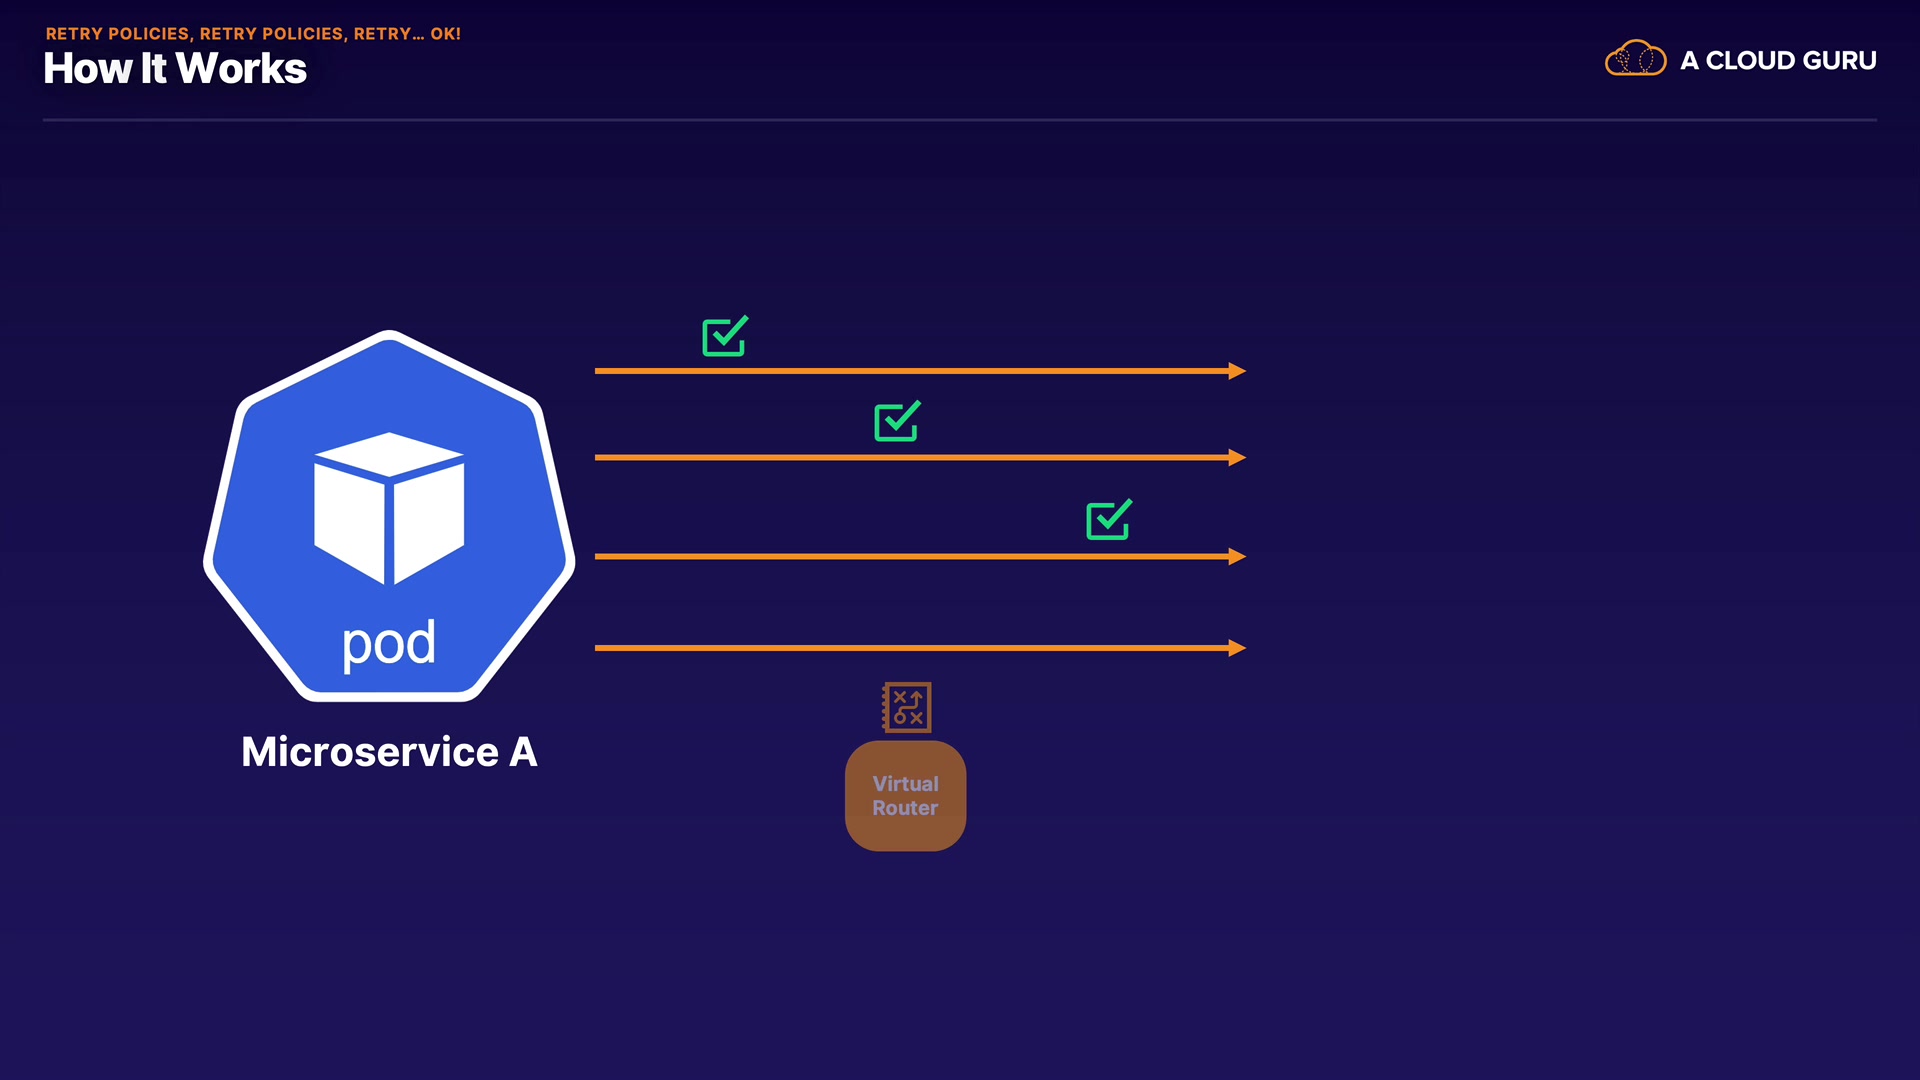 RETRY POLICIES, RETRY POLICIES, RETRY... OK!
How It Works
A CLOUD GURU
pod
Microservice A
Virtual
Router